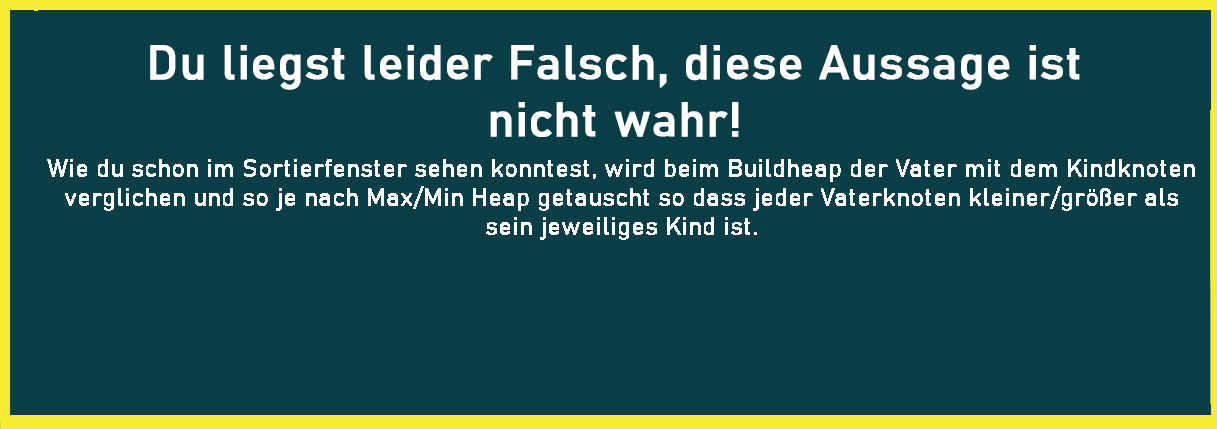 Du liegst leider Falsch, diese Aussage ist
nicht wahr!
Wie du schon im Sortierfenster sehen konntest, wird beim Buildheap der Vater mit dem Kindknoten
verglichen und so je nach Max/Min Heap getauscht so dass jeder Vaterknoten kleiner/größer als
sein jeweiliges Kind ist.